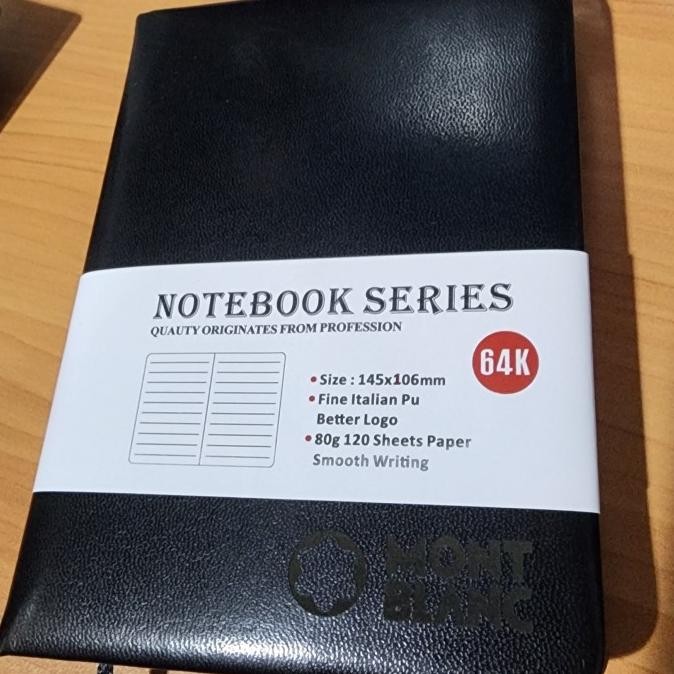 NOTEBOOK SERIES
QUAUTY ORIGINATES FROM PROFESSION
64K
• Size : 145x106mm
• Fine Italian Pu
Better Logo
• 80g 120 Sheets Paper
Smooth Writing
MONT
BLANC